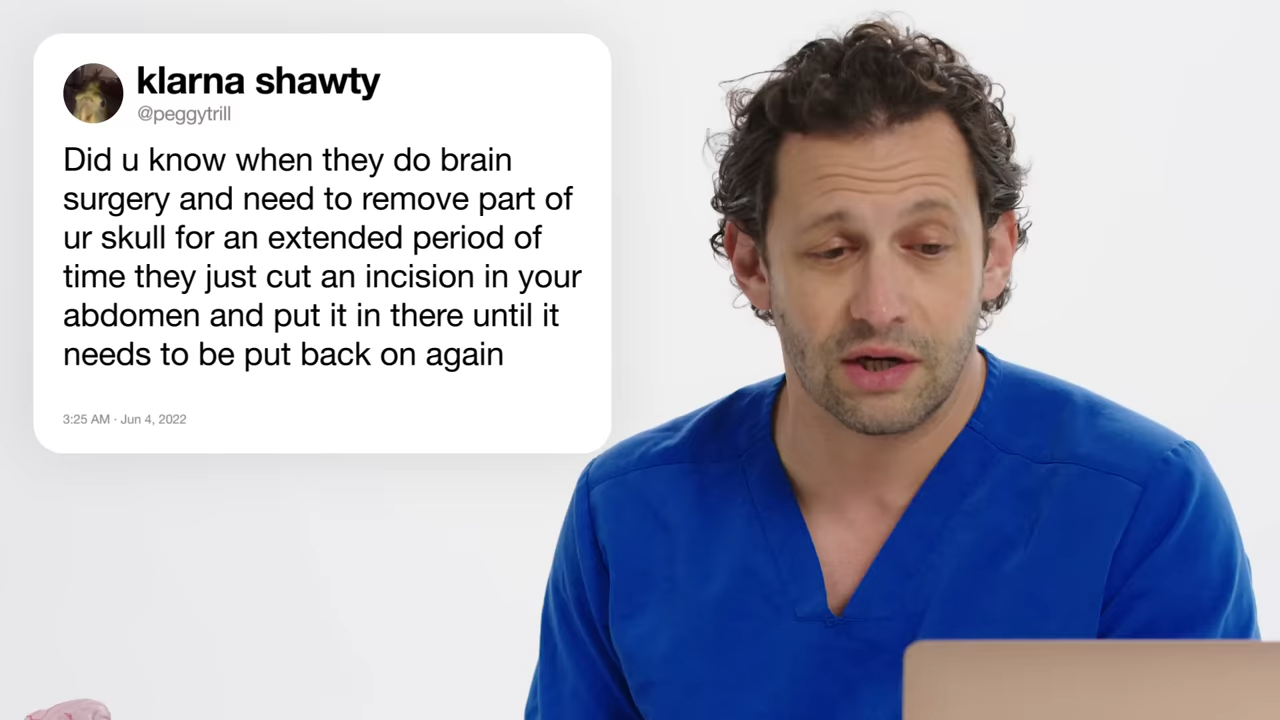 klarna shawty
@peggytrill
Did u know when they do brain
surgery and need to remove part of
ur skull for an extended period of
time they just cut an incision in your
abdomen and put it in there until it
needs to be put back on again
3:25 AM · Jun 4, 2022